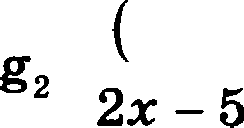 g₂ (
2x – 5